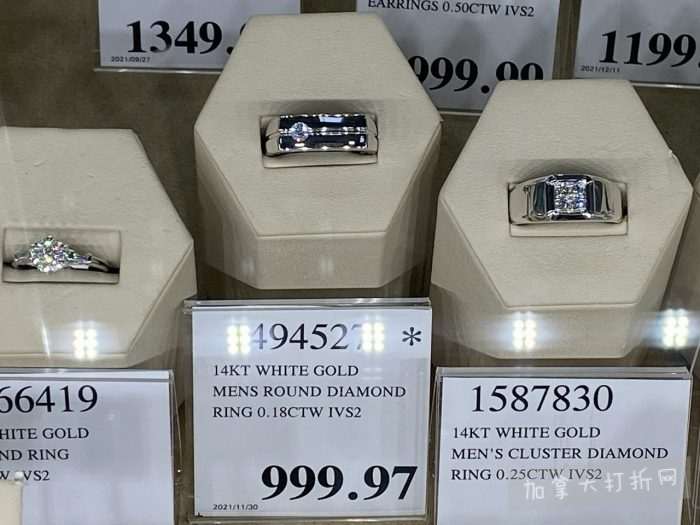 1349.
2021/09/27
EARRINGS 0.50CTW IVS2
999.99
1199.
2021/12/11
66419
HITE GOLD
ND RING
W IVS2
494527 *
14KT WHITE GOLD
MENS ROUND DIAMOND
RING 0.18CTW IVS2
999.97
2021/11/30
1587830
14KT WHITE GOLD
MEN'S CLUSTER DIAMOND
RING 0.25CTW IVS2
加拿大打折网